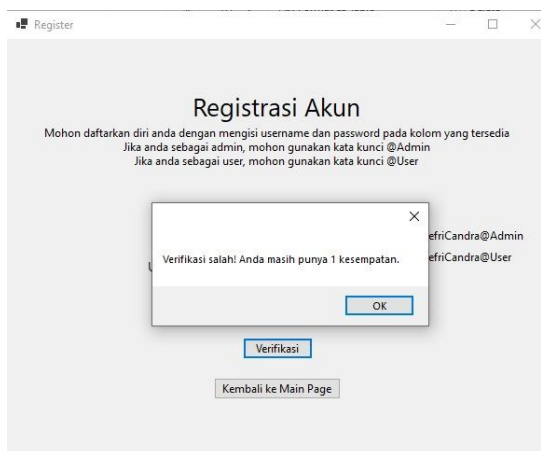 Register
Registrasi Akun
Mohon daftarkan diri anda dengan mengisi username dan password pada kolom yang tersedia
Jika anda sebagai admin, mohon gunakan kata kunci @Admin
Jika anda sebagai user, mohon gunakan kata kunci @User
efriCandra@Admin
Verifikasi salah! Anda masih punya 1 kesempatan.
efriCandra@User
OK
Verifikasi
Kembali ke Main Page